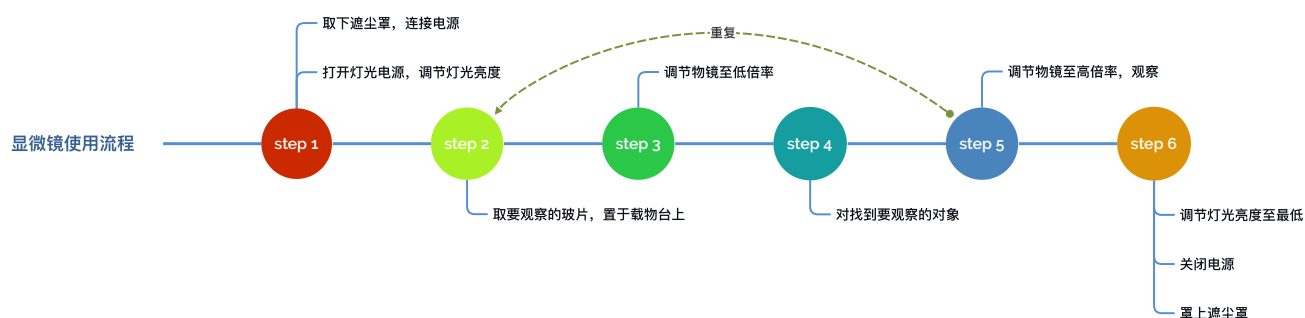 显微镜使用流程
step 1
取下遮尘罩，连接电源
打开灯光电源，调节灯光亮度
step 2
取要观察的玻片，置于载物台上
重复
step 3
调节物镜至低倍率
step 4
对找到要观察的对象
step 5
调节物镜至高倍率，观察
step 6
调节灯光亮度至最低
关闭电源
罩上遮尘罩